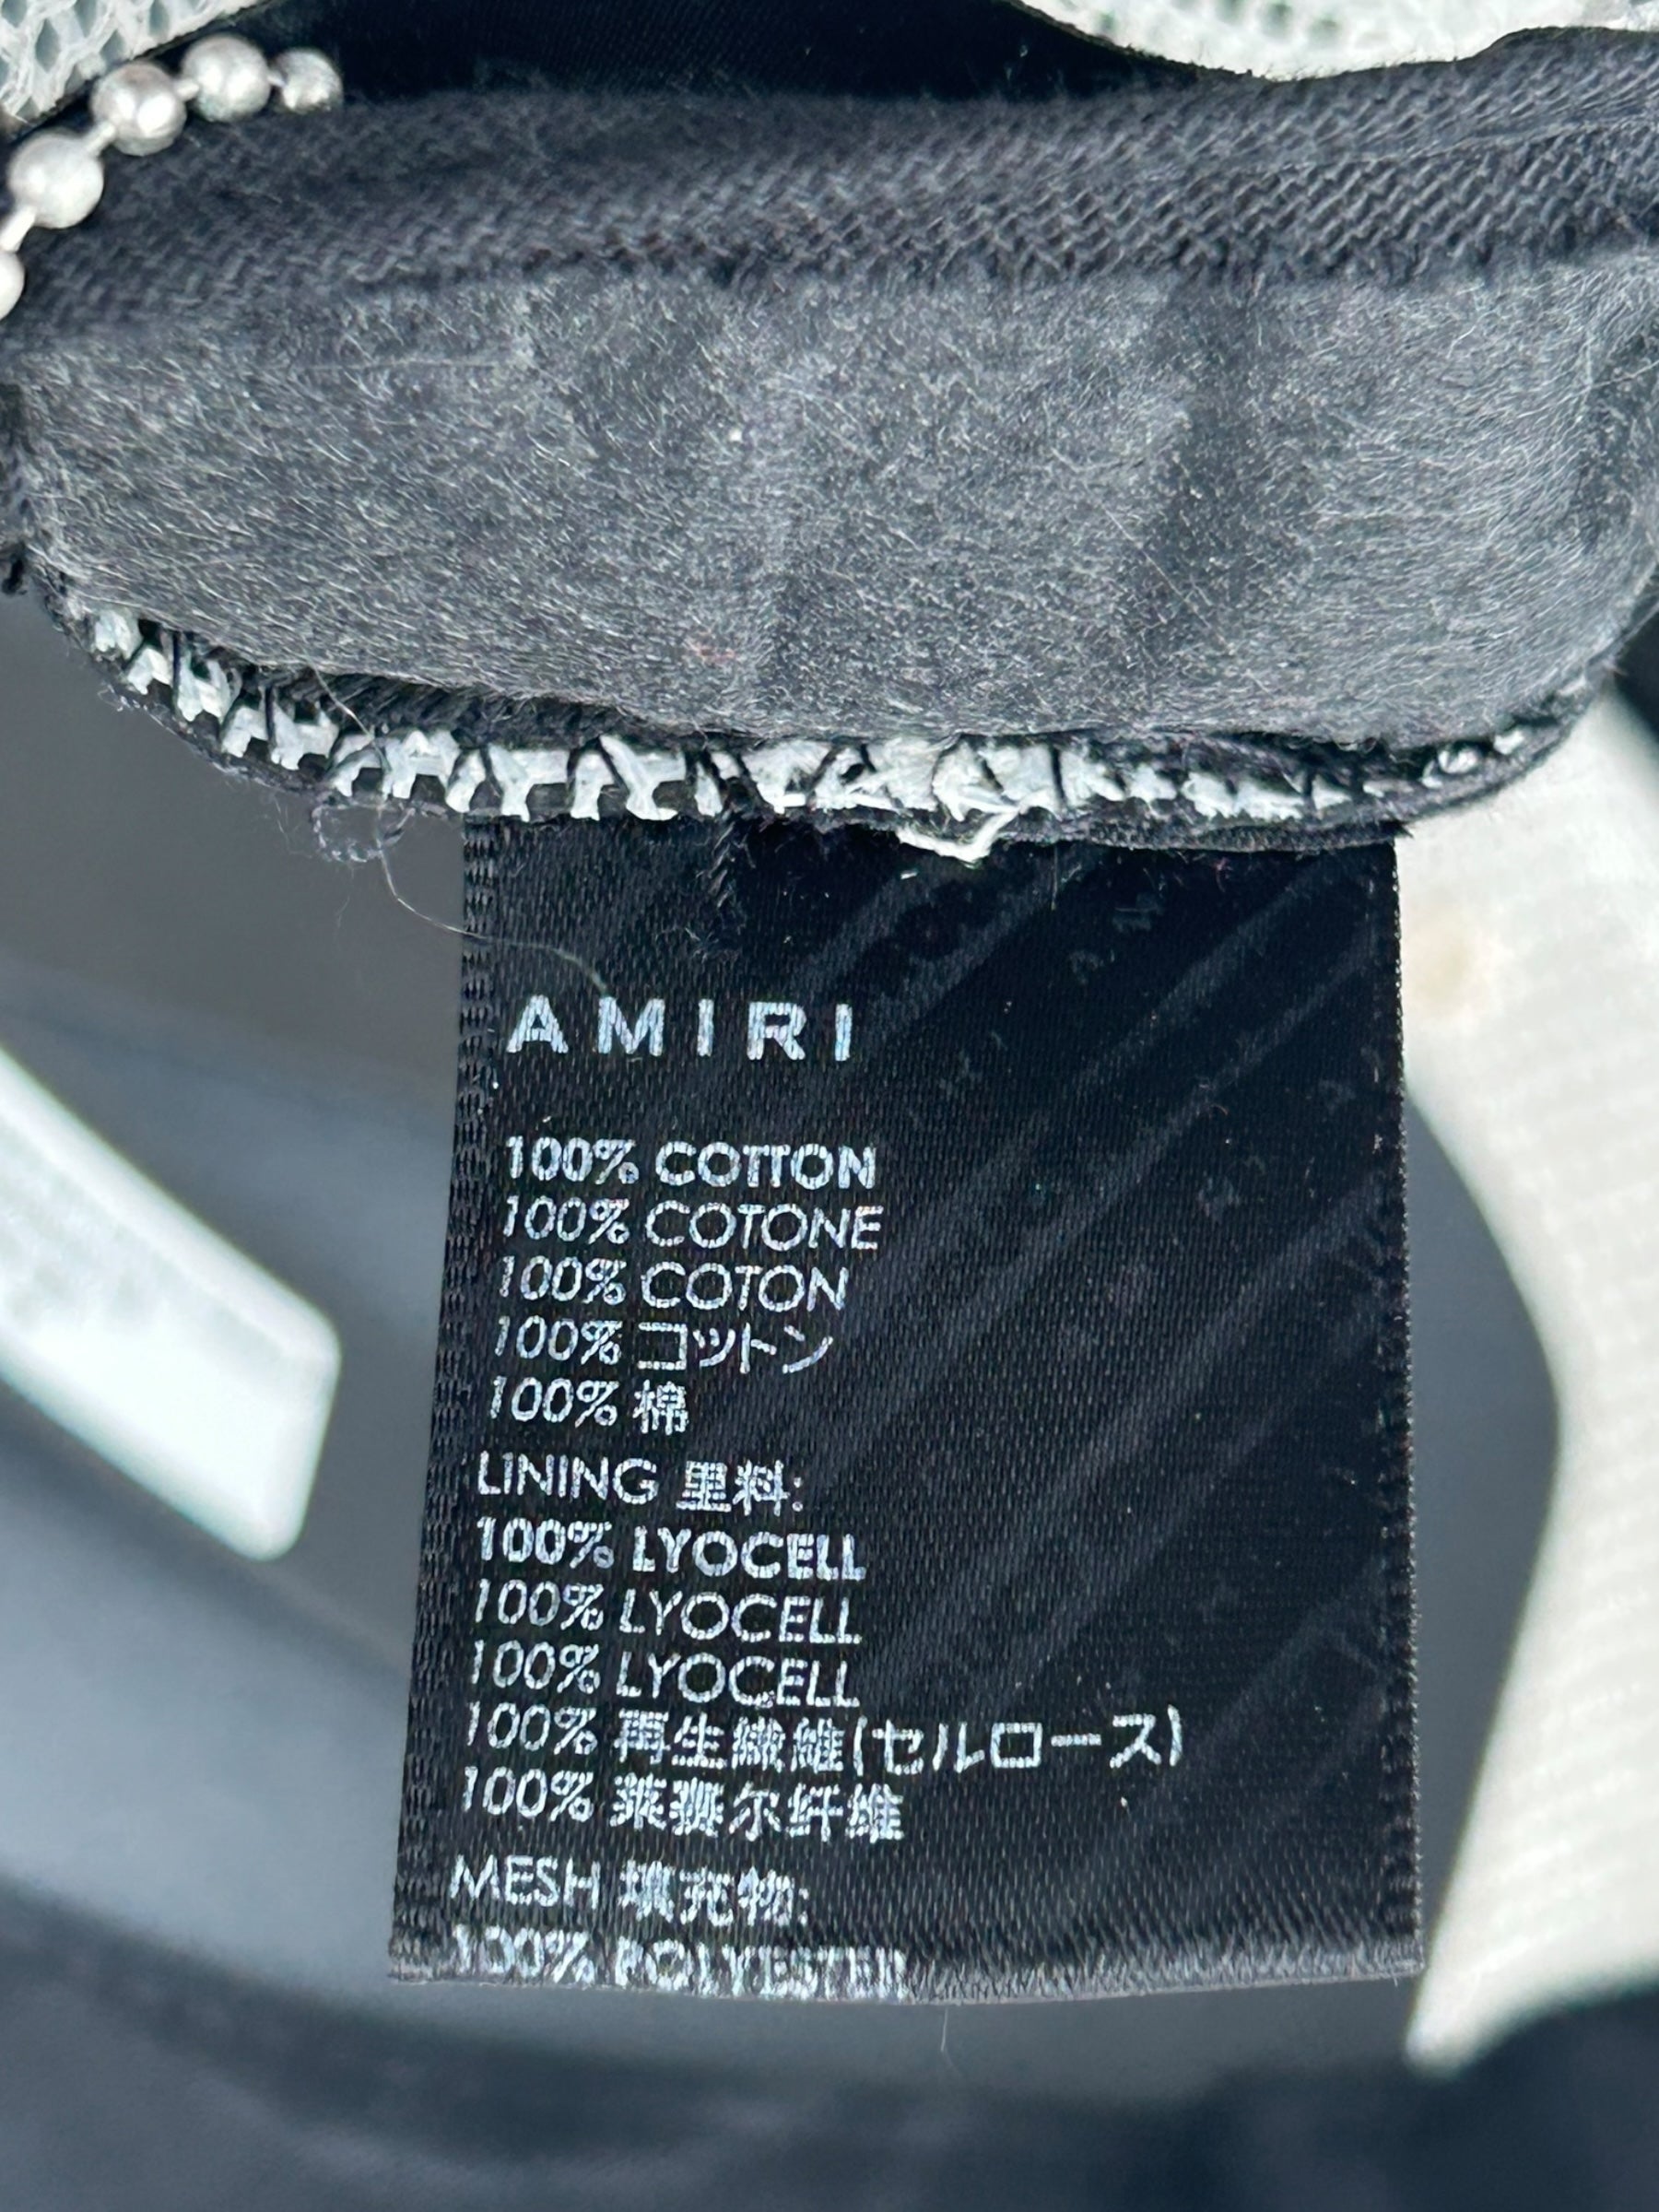 AMIRI
100% COTTON
100% COTONE
100% COTON
100% コットン
100% 棉
LINING 里料:
100% LYOCELL
100% LYOCELL
100% LYOCELL
100% 再生繊維(セルロース)
100% 莱赛尔纤维
MESH 填充物:
100% POLYESTER